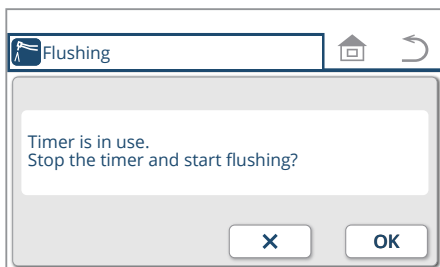 Flushing
Timer is in use.
Stop the timer and start flushing?
OK